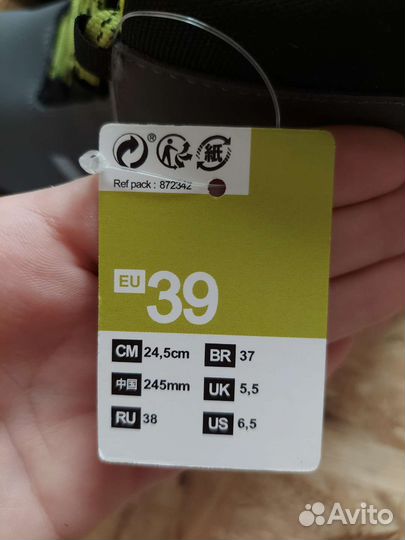 ® 紙
Ref pack : 872342
EU 39
CM 24,5cm BR 37
中国 245mm UK 5,5
RU 38 US 6,5
Avito